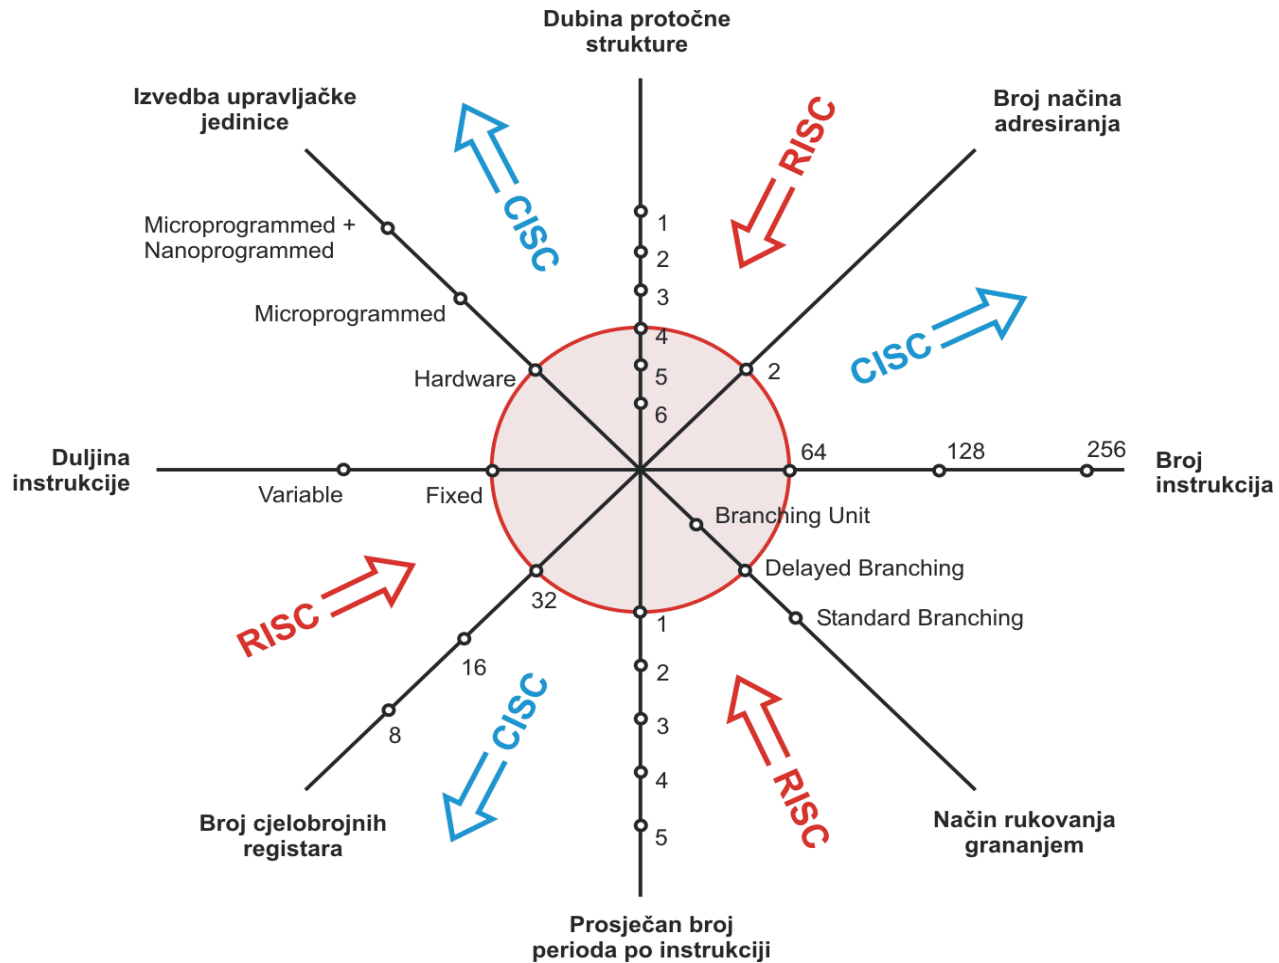 Dubina protočne
strukture
Izvedba upravljačke
jedinice
Broj načina
adresiranja
RISC
CISC
Microprogrammed +
Nanoprogrammed
1
2
3
Microprogrammed
4
CISC
5
2
Hardware
6
64
128
256
Duljina
instrukcije
Broj
instrukcija
Variable
Fixed
Branching Unit
Delayed Branching
32
Standard Branching
RISC
1
16
2
CISC
3
8
4
RISC
5
Broj cjelobrojnih
registara
Način rukovanja
grananjem
Prosječan broj
perioda po instrukciji